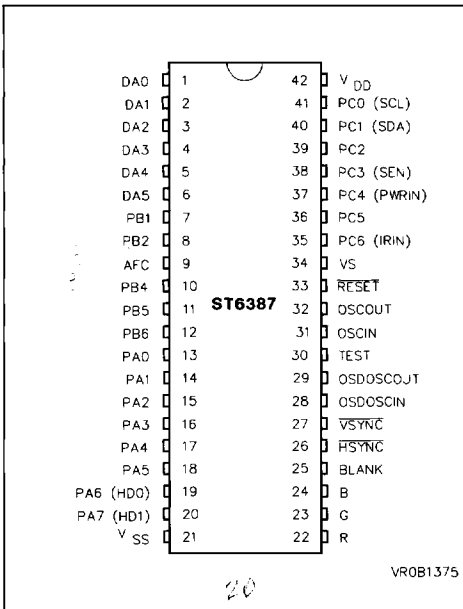 DA0 1 42 VDD
DA1 2 41 PC0 (SCL)
DA2 3 40 PC1 (SDA)
DA3 4 39 PC2
DA4 5 38 PC3 (SEN)
DA5 6 37 PC4 (PWRIN)
PB1 7 36 PC5
PB2 8 35 PC6 (IRIN)
AFC 9 34 VS
PB4 10 33 RESET
ST6387
PB5 11 32 OSCOUT
PB6 12 31 OSCIN
PA0 13 30 TEST
PA1 14 29 OSDOSCOUT
PA2 15 28 OSDOSCIN
PA3 16 27 VSYNC
PA4 17 26 HSYNC
PA5 18 25 BLANK
PA6 (HD0) 19 24 B
PA7 (HD1) 20 23 G
VSS 21 22 R
20
VR0B1375